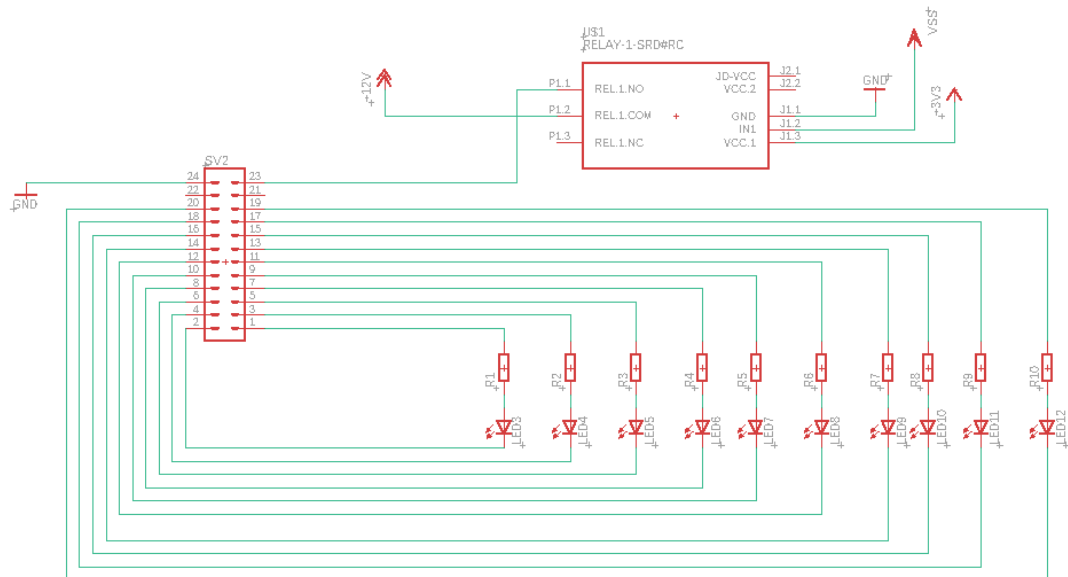 U$1
RELAY-1-SRD#RC
VSS
+12V
P1.1 REL.1.NO
P1.2 REL.1.COM
P1.3 REL.1.NC
JD-VCC J2.1
VCC.2 J2.2
GND J1.1
IN1 J1.2
VCC.1 J1.3
GND
+3V3
SV2
GND
24 23
22 21
20 19
18 17
16 15
14 13
12 11
10 9
8 7
6 5
4 3
2 1
R1 R2 R3 R4 R5 R6 R7 R8 R9 R10
LED3 LED4 LED5 LED6 LED7 LED8 LED9 LED10 LED11 LED12